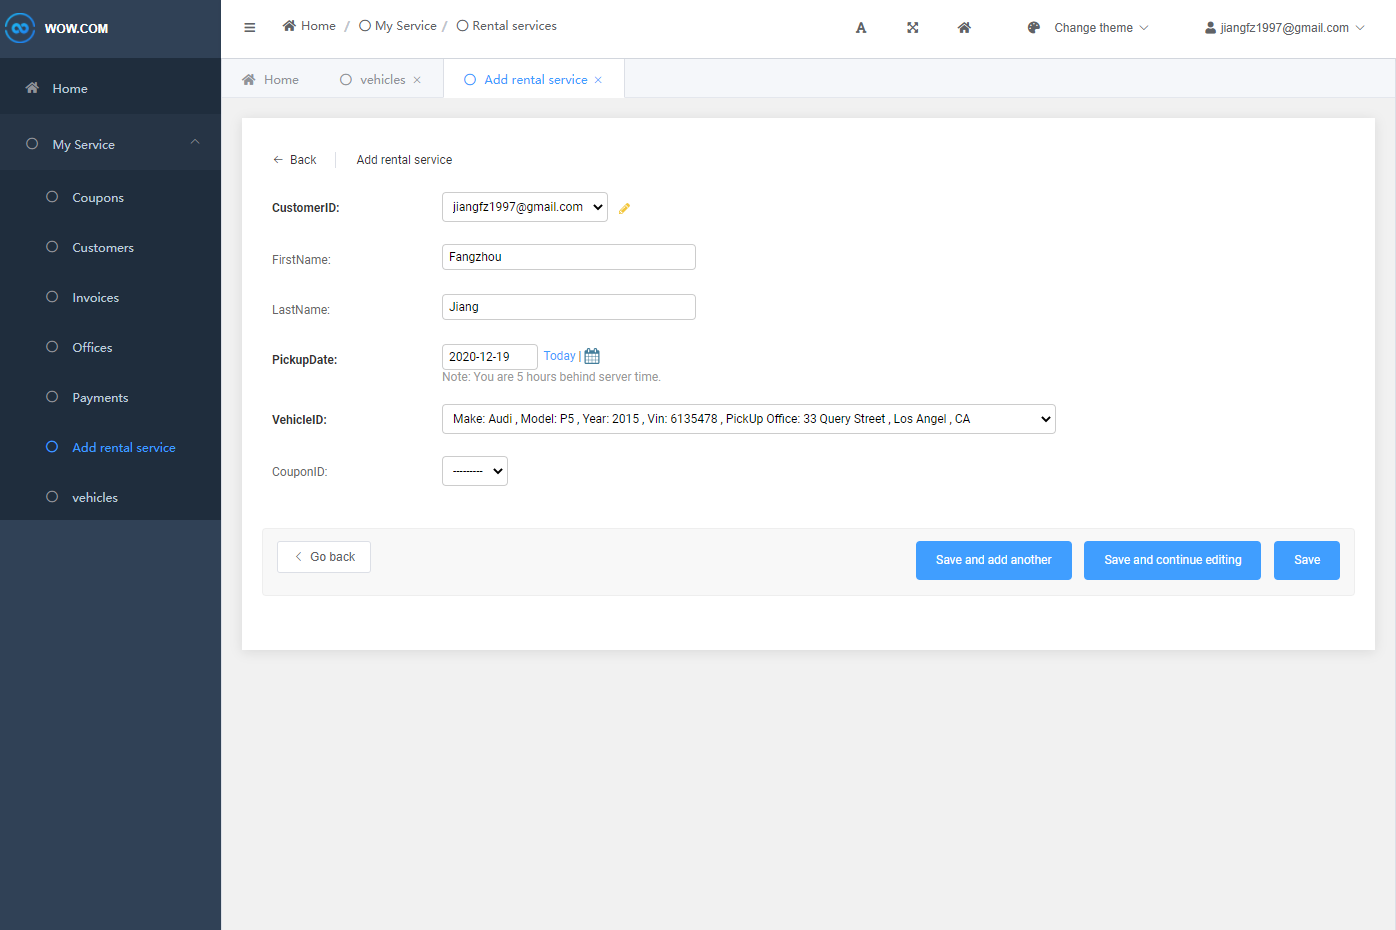 WOW.COM
Home / My Service / Rental services
A
Change theme
jiangfz1997@gmail.com
Home
vehicles ×
Add rental service ×
Home
My Service
Coupons
Customers
Invoices
Offices
Payments
Add rental service
vehicles
← Back
Add rental service
CustomerID:
jiangfz1997@gmail.com
FirstName:
Fangzhou
LastName:
Jiang
PickupDate:
2020-12-19
Today |
Note: You are 5 hours behind server time.
VehicleID:
Make: Audi , Model: P5 , Year: 2015 , Vin: 6135478 , PickUp Office: 33 Query Street , Los Angel , CA
CouponID:
---------
Go back
Save and add another
Save and continue editing
Save